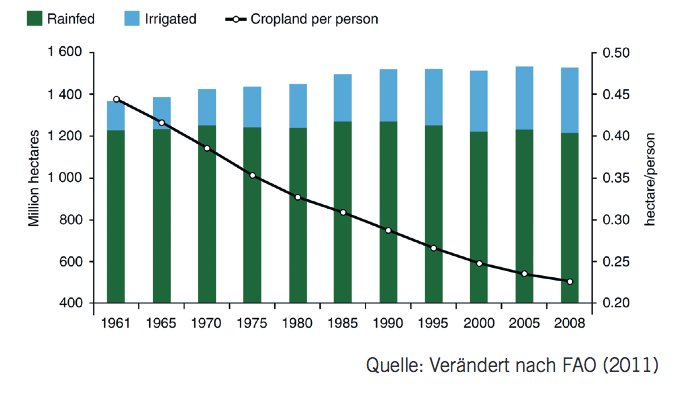 Rainfed Irrigated Cropland per person
1 600
1 400
1 200
1 000
800
600
400
Million hectares
0.50
0.45
0.40
0.35
0.30
0.25
0.20
hectare/person
1961 1965 1970 1975 1980 1985 1990 1995 2000 2005 2008
Quelle: Verändert nach FAO (2011)